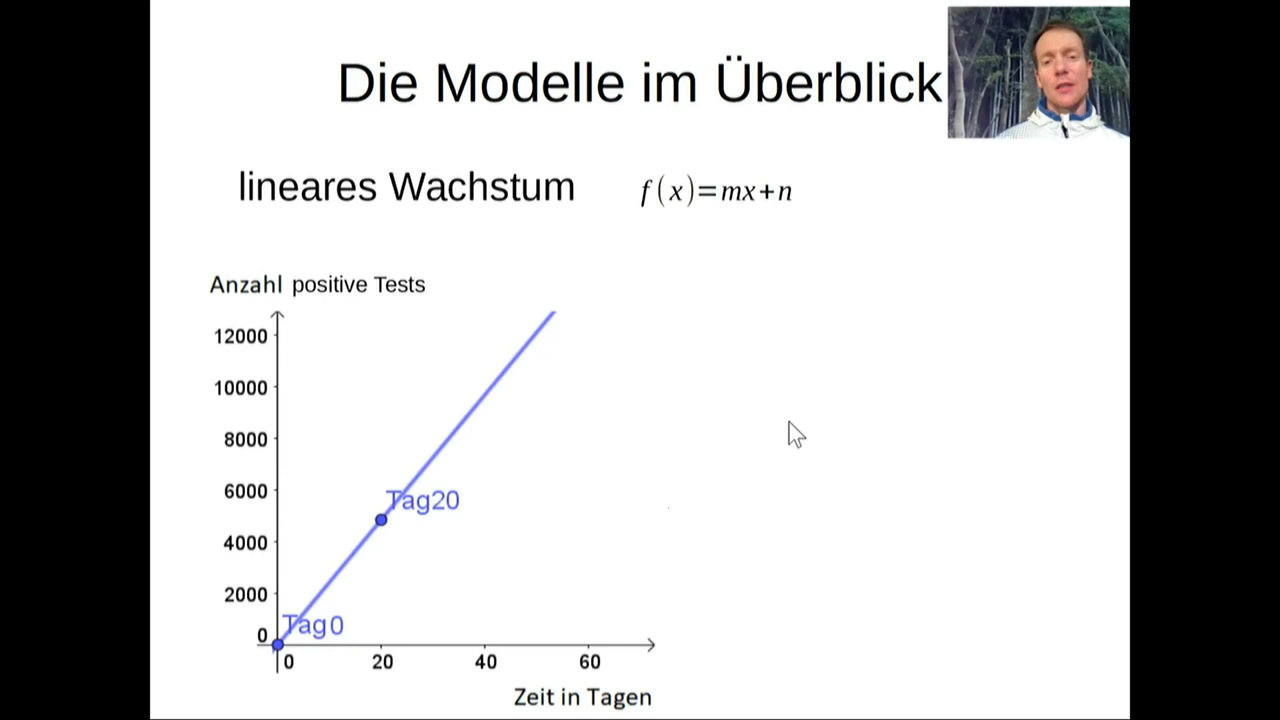 Die Modelle im Überblick
lineares Wachstum f(x)=mx+n
Anzahl positive Tests
12000
10000
8000
6000
Tag20
4000
2000
Tag0
0
0 20 40 60
Zeit in Tagen